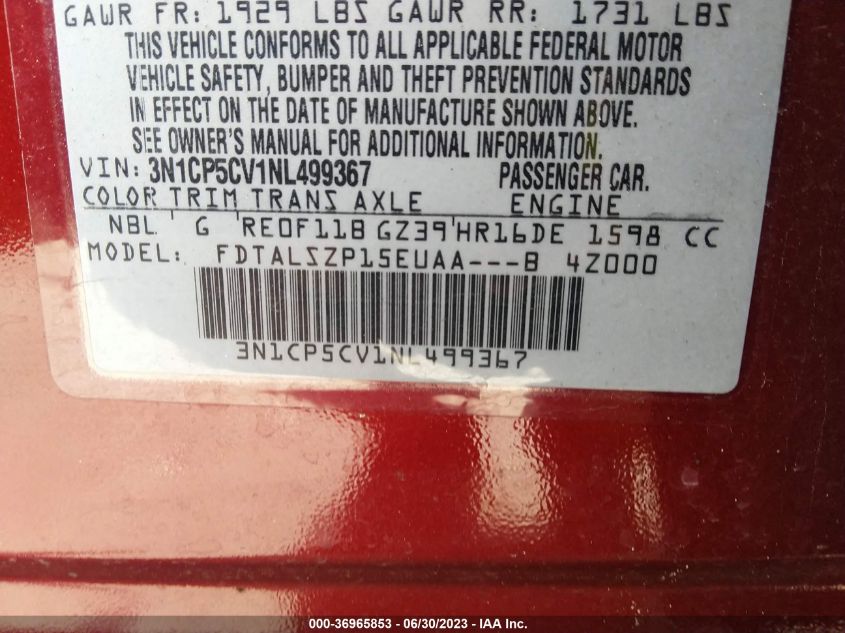 GAWR FR: 1929 LBS GAWR RR: 1731 LBS
THIS VEHICLE CONFORMS TO ALL APPLICABLE FEDERAL MOTOR
VEHICLE SAFETY, BUMPER AND THEFT PREVENTION STANDARDS
IN EFFECT ON THE DATE OF MANUFACTURE SHOWN ABOVE.
SEE OWNER'S MANUAL FOR ADDITIONAL INFORMATION.
VIN: 3N1CP5CV1NL499367 PASSENGER CAR.
COLOR TRIM TRANS AXLE ENGINE
NBL G RE0F11B GZ39 HR16DE 1598 CC
MODEL: FDTALSZP15EUAA---B 4Z000
3N1CP5CV1NL499367
000-36965853 - 06/30/2023 - IAA Inc.